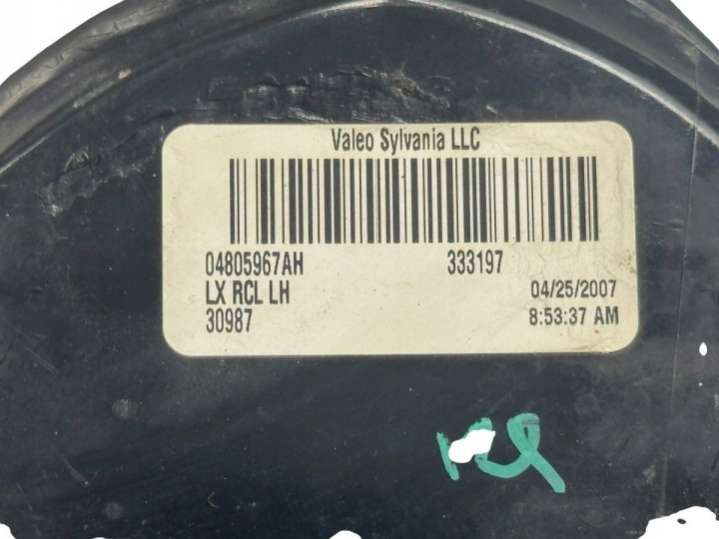 Valeo Sylvania LLC
04805967AH 333197
LX RCL LH 04/25/2007
30987 8:53:37 AM